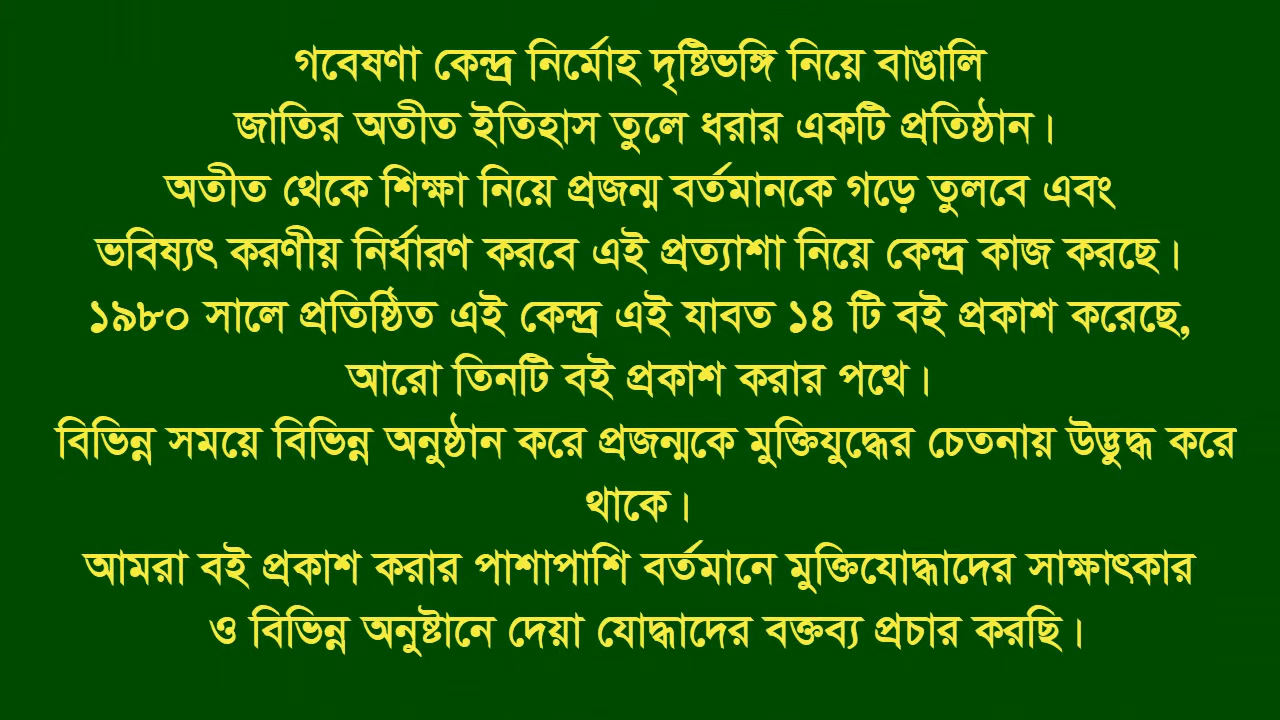 গবেষণা কেন্দ্র নির্মোহ দৃষ্টিভঙ্গি নিয়ে বাঙালি
জাতির অতীত ইতিহাস তুলে ধরার একটি প্রতিষ্ঠান।
অতীত থেকে শিক্ষা নিয়ে প্রজন্ম বর্তমানকে গড়ে তুলবে এবং
ভবিষ্যৎ করণীয় নির্ধারণ করবে এই প্রত্যাশা নিয়ে কেন্দ্র কাজ করছে।
১৯৮০ সালে প্রতিষ্ঠিত এই কেন্দ্র এই যাবত ১৪ টি বই প্রকাশ করেছে,
আরো তিনটি বই প্রকাশ করার পথে।
বিভিন্ন সময়ে বিভিন্ন অনুষ্ঠান করে প্রজন্মকে মুক্তিযুদ্ধের চেতনায় উদ্ভুদ্ধ করে
থাকে।
আমরা বই প্রকাশ করার পাশাপাশি বর্তমানে মুক্তিযোদ্ধাদের সাক্ষাৎকার
ও বিভিন্ন অনুষ্টানে দেয়া যোদ্ধাদের বক্তব্য প্রচার করছি।